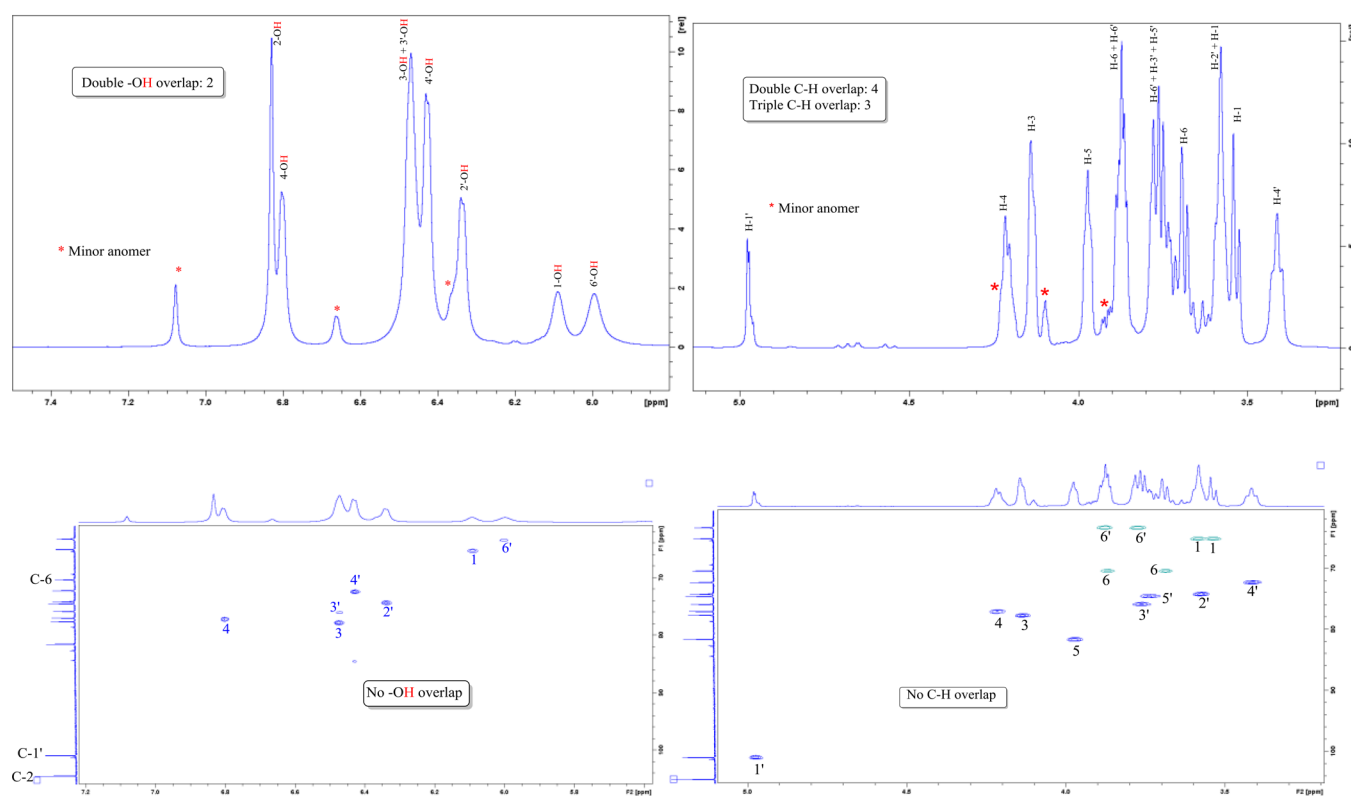 Double -OH overlap: 2
* Minor anomer
*
2-OH
4-OH
*
3-OH + 3'-OH
4'-OH
*
2'-OH
1-OH
6'-OH
[rel]
10
8
6
4
2
0
7.4
7.2
7.0
6.8
6.6
6.4
6.2
6.0
[ppm]
Double C-H overlap: 4
Triple C-H overlap: 3
* Minor anomer
H-1'
*
H-4
H-3
*
H-5
*
H-6 + H-6'
H-6' + H-3' + H-5'
H-6
H-2' + H-1
H-1
H-4'
5.0
4.5
4.0
3.5
[ppm]
C-6
C-1'
C-2
4
3'
3
4'
2'
1
6'
No -OH overlap
F1 [ppm]
70
80
90
100
7.2
7.0
6.8
6.6
6.4
6.2
6.0
5.8
F2 [ppm]
6'
6'
1
1
6
6
4
3
5
3'
5'
2'
4'
1'
No C-H overlap
F1 [ppm]
70
80
90
100
5.0
4.5
4.0
3.5
F2 [ppm]